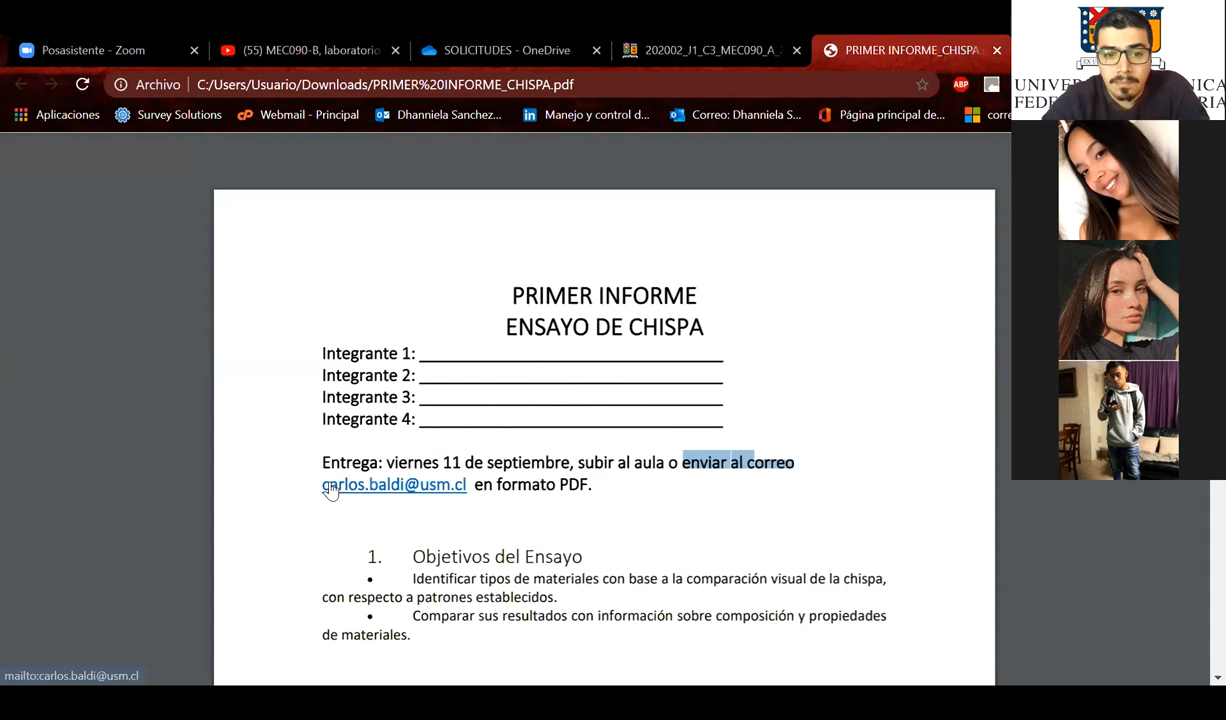 Posasistente - Zoom
(55) MEC090-B, laboratorio
SOLICITUDES - OneDrive
202002_J1_C3_MEC090_A_
PRIMER INFORME_CHISPA.
Archivo
C:/Users/Usuario/Downloads/PRIMER%20INFORME_CHISPA.pdf
ABP
Aplicaciones
Survey Solutions
Webmail - Principal
Dhanniela Sanchez...
Manejo y control d...
Correo: Dhanniela S...
Página principal de...
corre
PRIMER INFORME
ENSAYO DE CHISPA
Integrante 1:
Integrante 2:
Integrante 3:
Integrante 4:
Entrega: viernes 11 de septiembre, subir al aula o enviar al correo
carlos.baldi@usm.cl en formato PDF.
1. Objetivos del Ensayo
• Identificar tipos de materiales con base a la comparación visual de la chispa,
con respecto a patrones establecidos.
• Comparar sus resultados con información sobre composición y propiedades
de materiales.
mailto:carlos.baldi@usm.cl